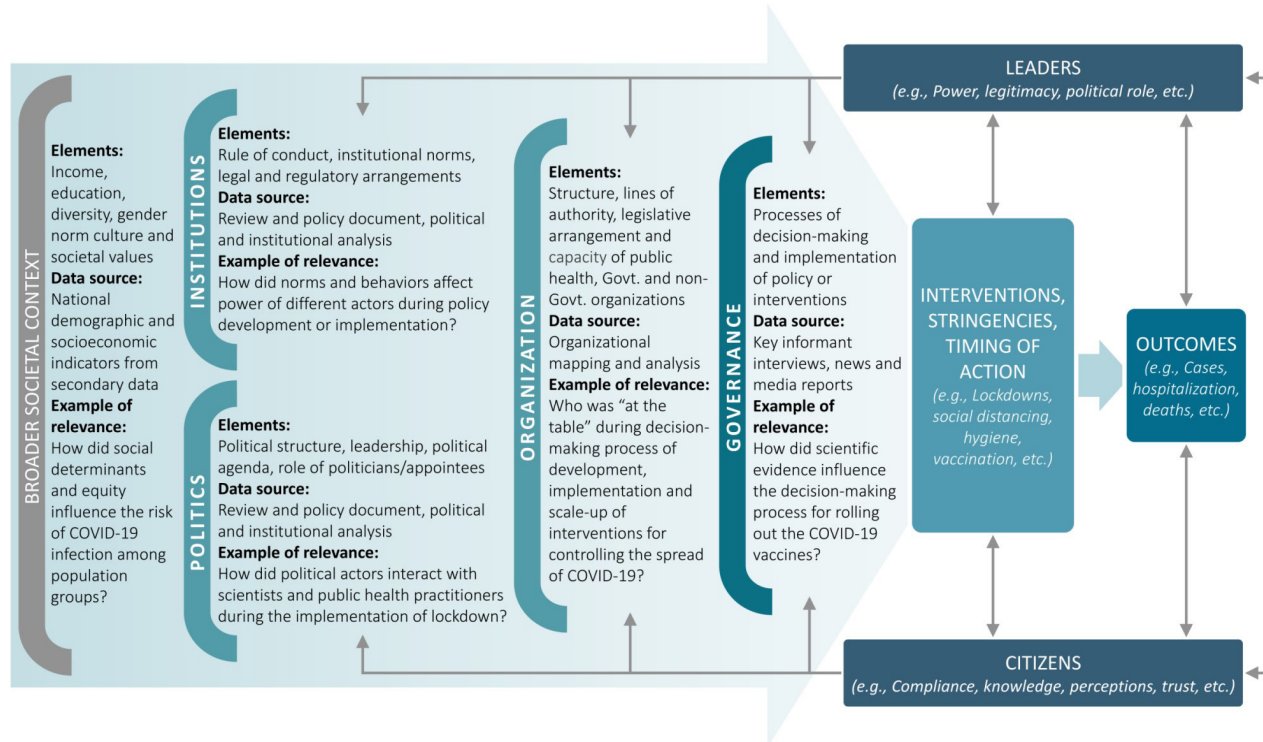 BROADER SOCIETAL CONTEXT
Elements:
Income,
education,
diversity, gender
norm culture and
societal values
Data source:
National
demographic and
socioeconomic
indicators from
secondary data
Example of
relevance:
How did social
determinants
and equity
influence the risk
of COVID-19
infection among
population
groups?
INSTITUTIONS
Elements:
Rule of conduct, institutional norms,
legal and regulatory arrangements
Data source:
Review and policy document, political
and institutional analysis
Example of relevance:
How did norms and behaviors affect
power of different actors during policy
development or implementation?
POLITICS
Elements:
Political structure, leadership, political
agenda, role of politicians/appointees
Data source:
Review and policy document, political
and institutional analysis
Example of relevance:
How did political actors interact with
scientists and public health practitioners
during the implementation of lockdown?
ORGANIZATION
Elements:
Structure, lines of
authority, legislative
arrangement and
capacity of public
health, Govt. and non-
Govt. organizations
Data source:
Organizational
mapping and analysis
Example of relevance:
Who was “at the
table” during decision-
making process of
development,
implementation and
scale-up of
interventions for
controlling the spread
of COVID-19?
GOVERNANCE
Elements:
Processes of
decision-making
and implementation
of policy or
interventions
Data source:
Key informant
interviews, news and
media reports
Example of
relevance:
How did scientific
evidence influence
the decision-making
process for rolling
out the COVID-19
vaccines?
LEADERS
(e.g., Power, legitimacy, political role, etc.)
INTERVENTIONS,
STRINGENCIES,
TIMING OF
ACTION
(e.g., Lockdowns,
social distancing,
hygiene,
vaccination, etc.)
OUTCOMES
(e.g., Cases,
hospitalization,
deaths, etc.)
CITIZENS
(e.g., Compliance, knowledge, perceptions, trust, etc.)